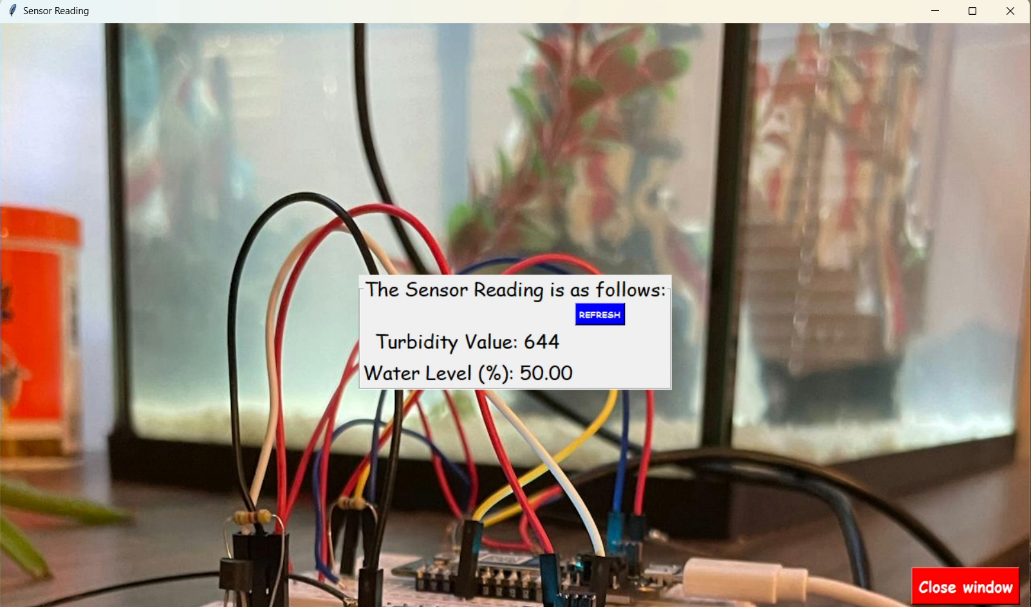 Sensor Reading
The Sensor Reading is as follows:
REFRESH
Turbidity Value: 644
Water Level (%): 50.00
Close window